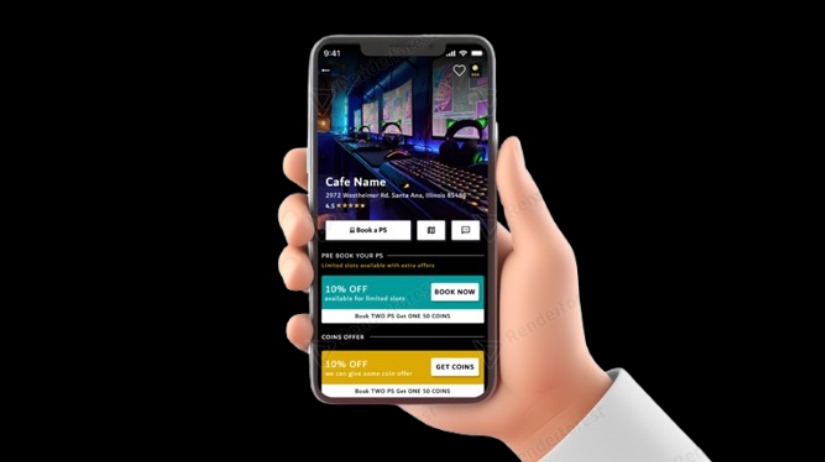 9:41
Cafe Name
2972 Westheimer Rd. Santa Ana, Illinois 85486
4.5
Book a PS
PRE BOOK YOUR PS
Limited slots available with extra offers
10% OFF
available for limited slots
BOOK NOW
Book TWO PS Get ONE 50 COINS
COINS OFFER
10% OFF
we can give some coin offer
GET COINS
Book TWO PS Get ONE 50 COINS
Renderforest
Renderforest
Renderforest